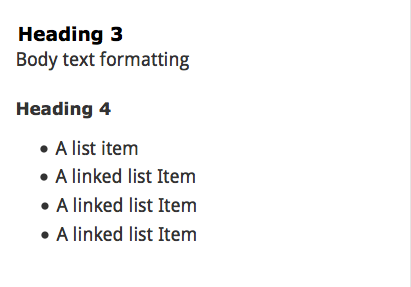 Heading 3
Body text formatting
Heading 4
• A list item
• A linked list Item
• A linked list Item
• A linked list Item